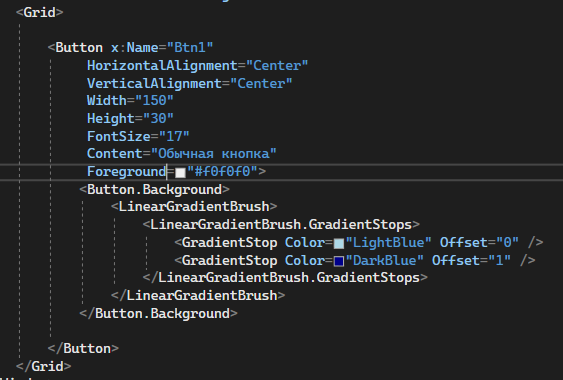 <Grid>
<Button x:Name="Btn1"
HorizontalAlignment="Center"
VerticalAlignment="Center"
Width="150"
Height="30"
FontSize="17"
Content="Обычная кнопка"
Foreground="#f0f0f0">
<Button.Background>
<LinearGradientBrush>
<LinearGradientBrush.GradientStops>
<GradientStop Color="LightBlue" Offset="0" />
<GradientStop Color="DarkBlue" Offset="1" />
</LinearGradientBrush.GradientStops>
</LinearGradientBrush>
</Button.Background>
</Button>
</Grid>